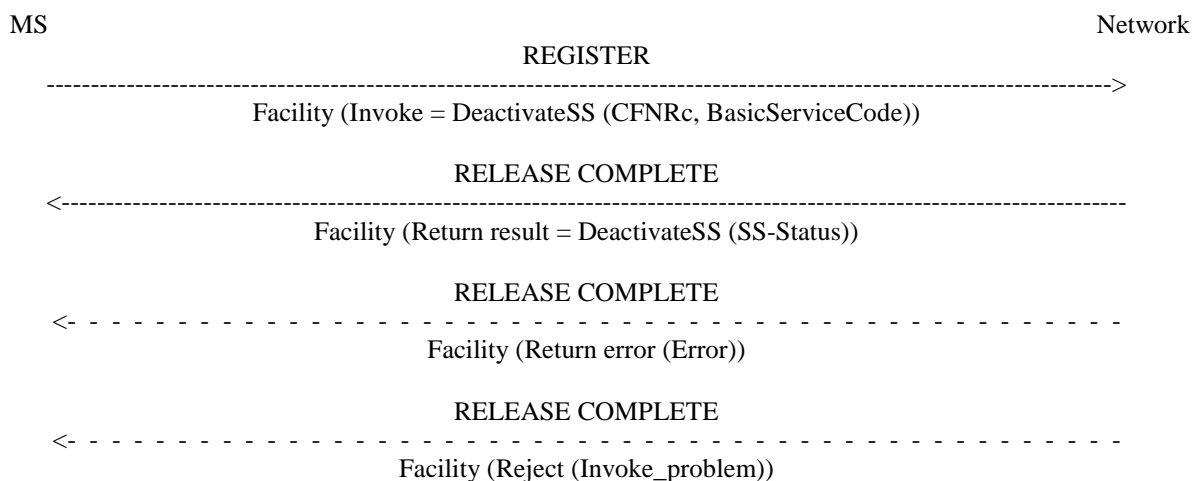 MS Network
REGISTER
Facility (Invoke = DeactivateSS (CFNRc, BasicServiceCode))
RELEASE COMPLETE
Facility (Return result = DeactivateSS (SS-Status))
RELEASE COMPLETE
Facility (Return error (Error))
RELEASE COMPLETE
Facility (Reject (Invoke_problem))